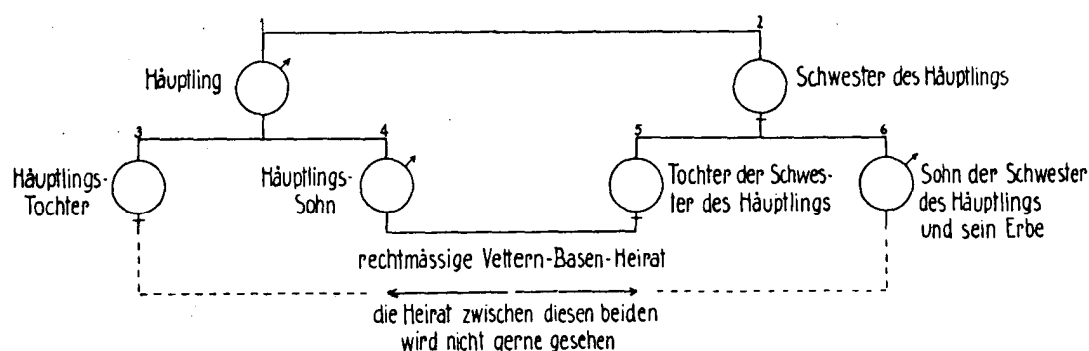 1
2
Häuptling
Schwester des Häuptlings
3
4
5
6
Häuptlings-
Tochter
Häuptlings-
Sohn
Tochter der Schwes-
ter des Häuptlings
Sohn der Schwester
des Häuptlings
und sein Erbe
rechtmässige Vettern-Basen-Heirat
die Heirat zwischen diesen beiden
wird nicht gerne gesehen